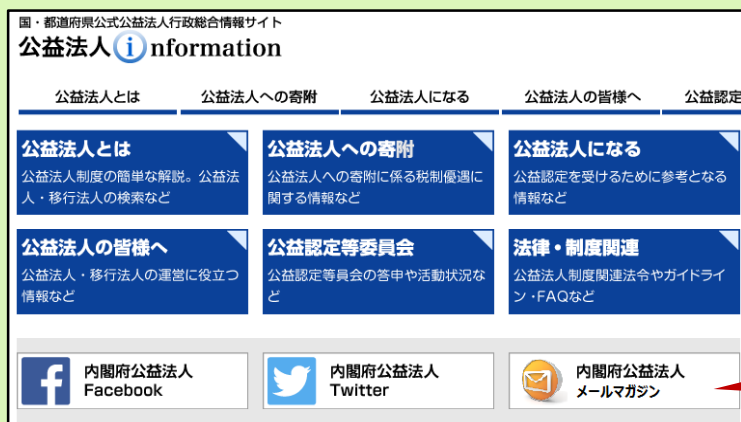 国・都道府県公式公益法人行政総合情報サイト
公益法人information
公益法人とは 公益法人への寄附 公益法人になる 公益法人の皆様へ 公益認定
公益法人とは
公益法人制度の簡単な解説。公益法
人・移行法人の検索など
公益法人への寄附
公益法人への寄附に係る税制優遇に
関する情報など
公益法人になる
公益認定を受けるために参考となる
情報など
公益法人の皆様へ
公益法人・移行法人の運営に役立つ
情報など
公益認定等委員会
公益認定等員会の答申や活動状況な
ど
法律・制度関連
公益法人制度関連法令やガイドライ
ン・FAQなど
内閣府公益法人
Facebook
内閣府公益法人
Twitter
内閣府公益法人
メールマガジン